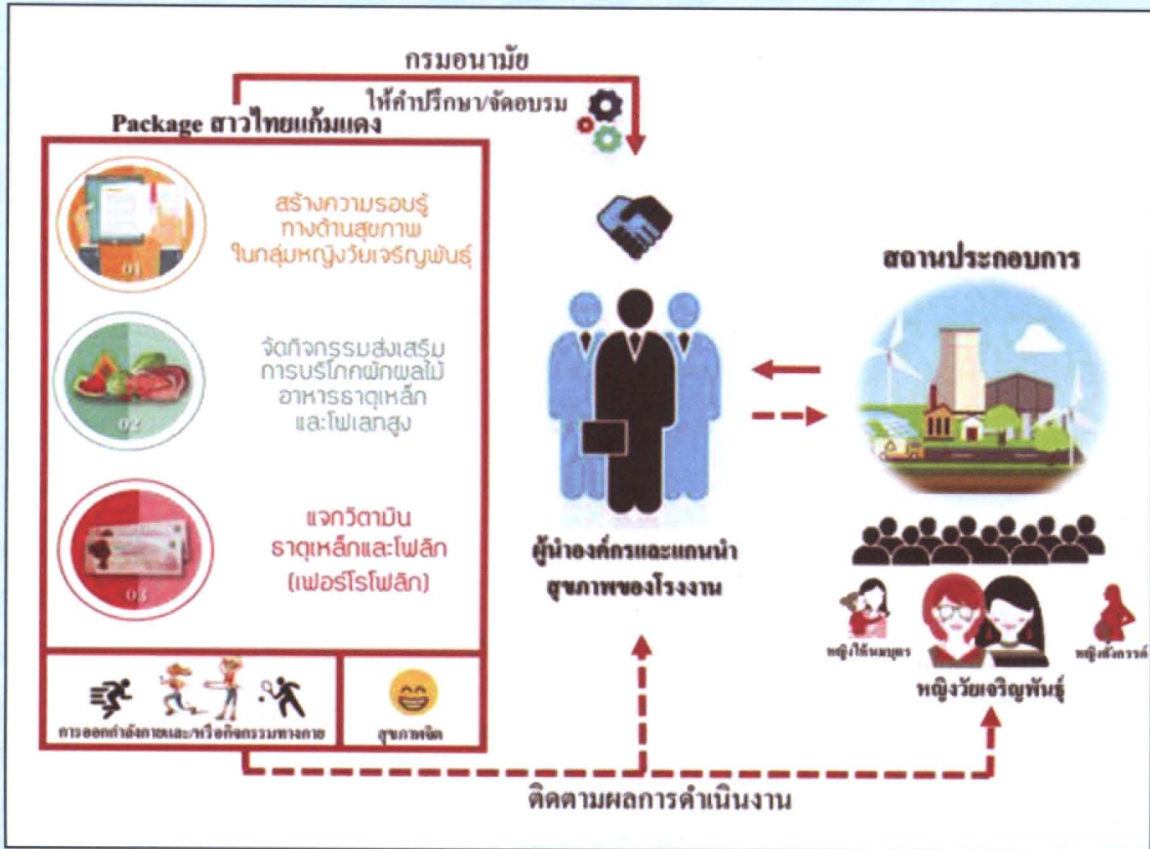 กรมอนามัย
ให้คำปรึกษา/จัดอบรม
Package สาวไทยแก้มแดง
01
สร้างความรอบรู้
ทางด้านสุขภาพ
ในกลุ่มหญิงวัยเจริญพันธุ์
02
จัดกิจกรรมส่งเสริม
การบริโภคผักผลไม้
อาหารธาตุเหล็ก
และโฟเลทสูง
03
แจกวิตามิน
ธาตุเหล็กและโฟลิก
(เฟอร์โรโฟลิก)
การออกกำลังกายและ/หรือกิจกรรมทางกาย
สุขภาพจิต
ผู้นำองค์กรและแกนนำ
สุขภาพของโรงงาน
สถานประกอบการ
หญิงให้นมบุตร
หญิงตั้งครรภ์
หญิงวัยเจริญพันธุ์
ติดตามผลการดำเนินงาน